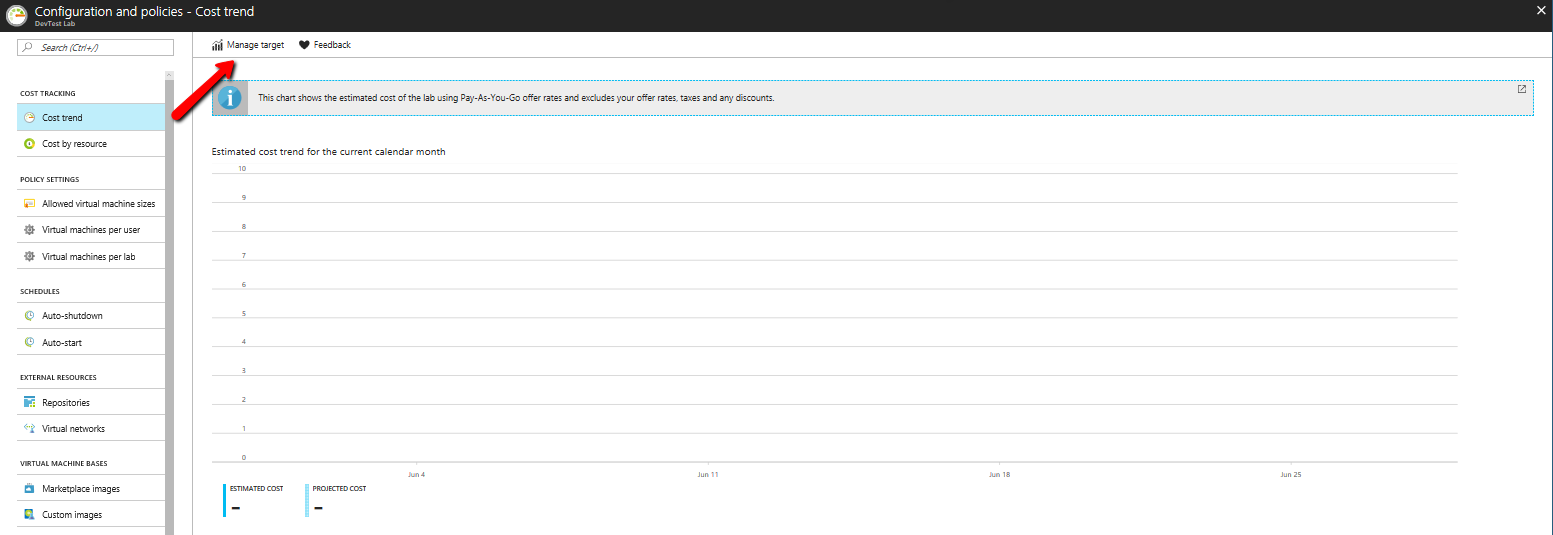 Configuration and policies - Cost trend
DevTest Lab
Search (Ctrl+/)
COST TRACKING
Cost trend
Cost by resource
POLICY SETTINGS
Allowed virtual machine sizes
Virtual machines per user
Virtual machines per lab
SCHEDULES
Auto-shutdown
Auto-start
EXTERNAL RESOURCES
Repositories
Virtual networks
VIRTUAL MACHINE BASES
Marketplace images
Custom images
Manage target
Feedback
This chart shows the estimated cost of the lab using Pay-As-You-Go offer rates and excludes your offer rates, taxes and any discounts.
Estimated cost trend for the current calendar month
10
9
8
7
6
5
4
3
2
1
0
Jun 4
Jun 11
Jun 18
Jun 25
ESTIMATED COST
--
PROJECTED COST
--